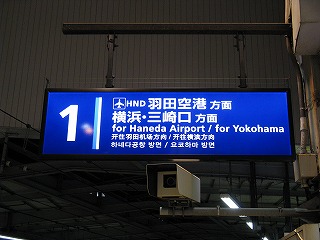 1
HND 羽田空港 方面
横浜・三崎口 方面
for Haneda Airport / for Yokohama
开往羽田机场方向 / 开往横滨方向
하네다공항 방면 / 요코하마 방면